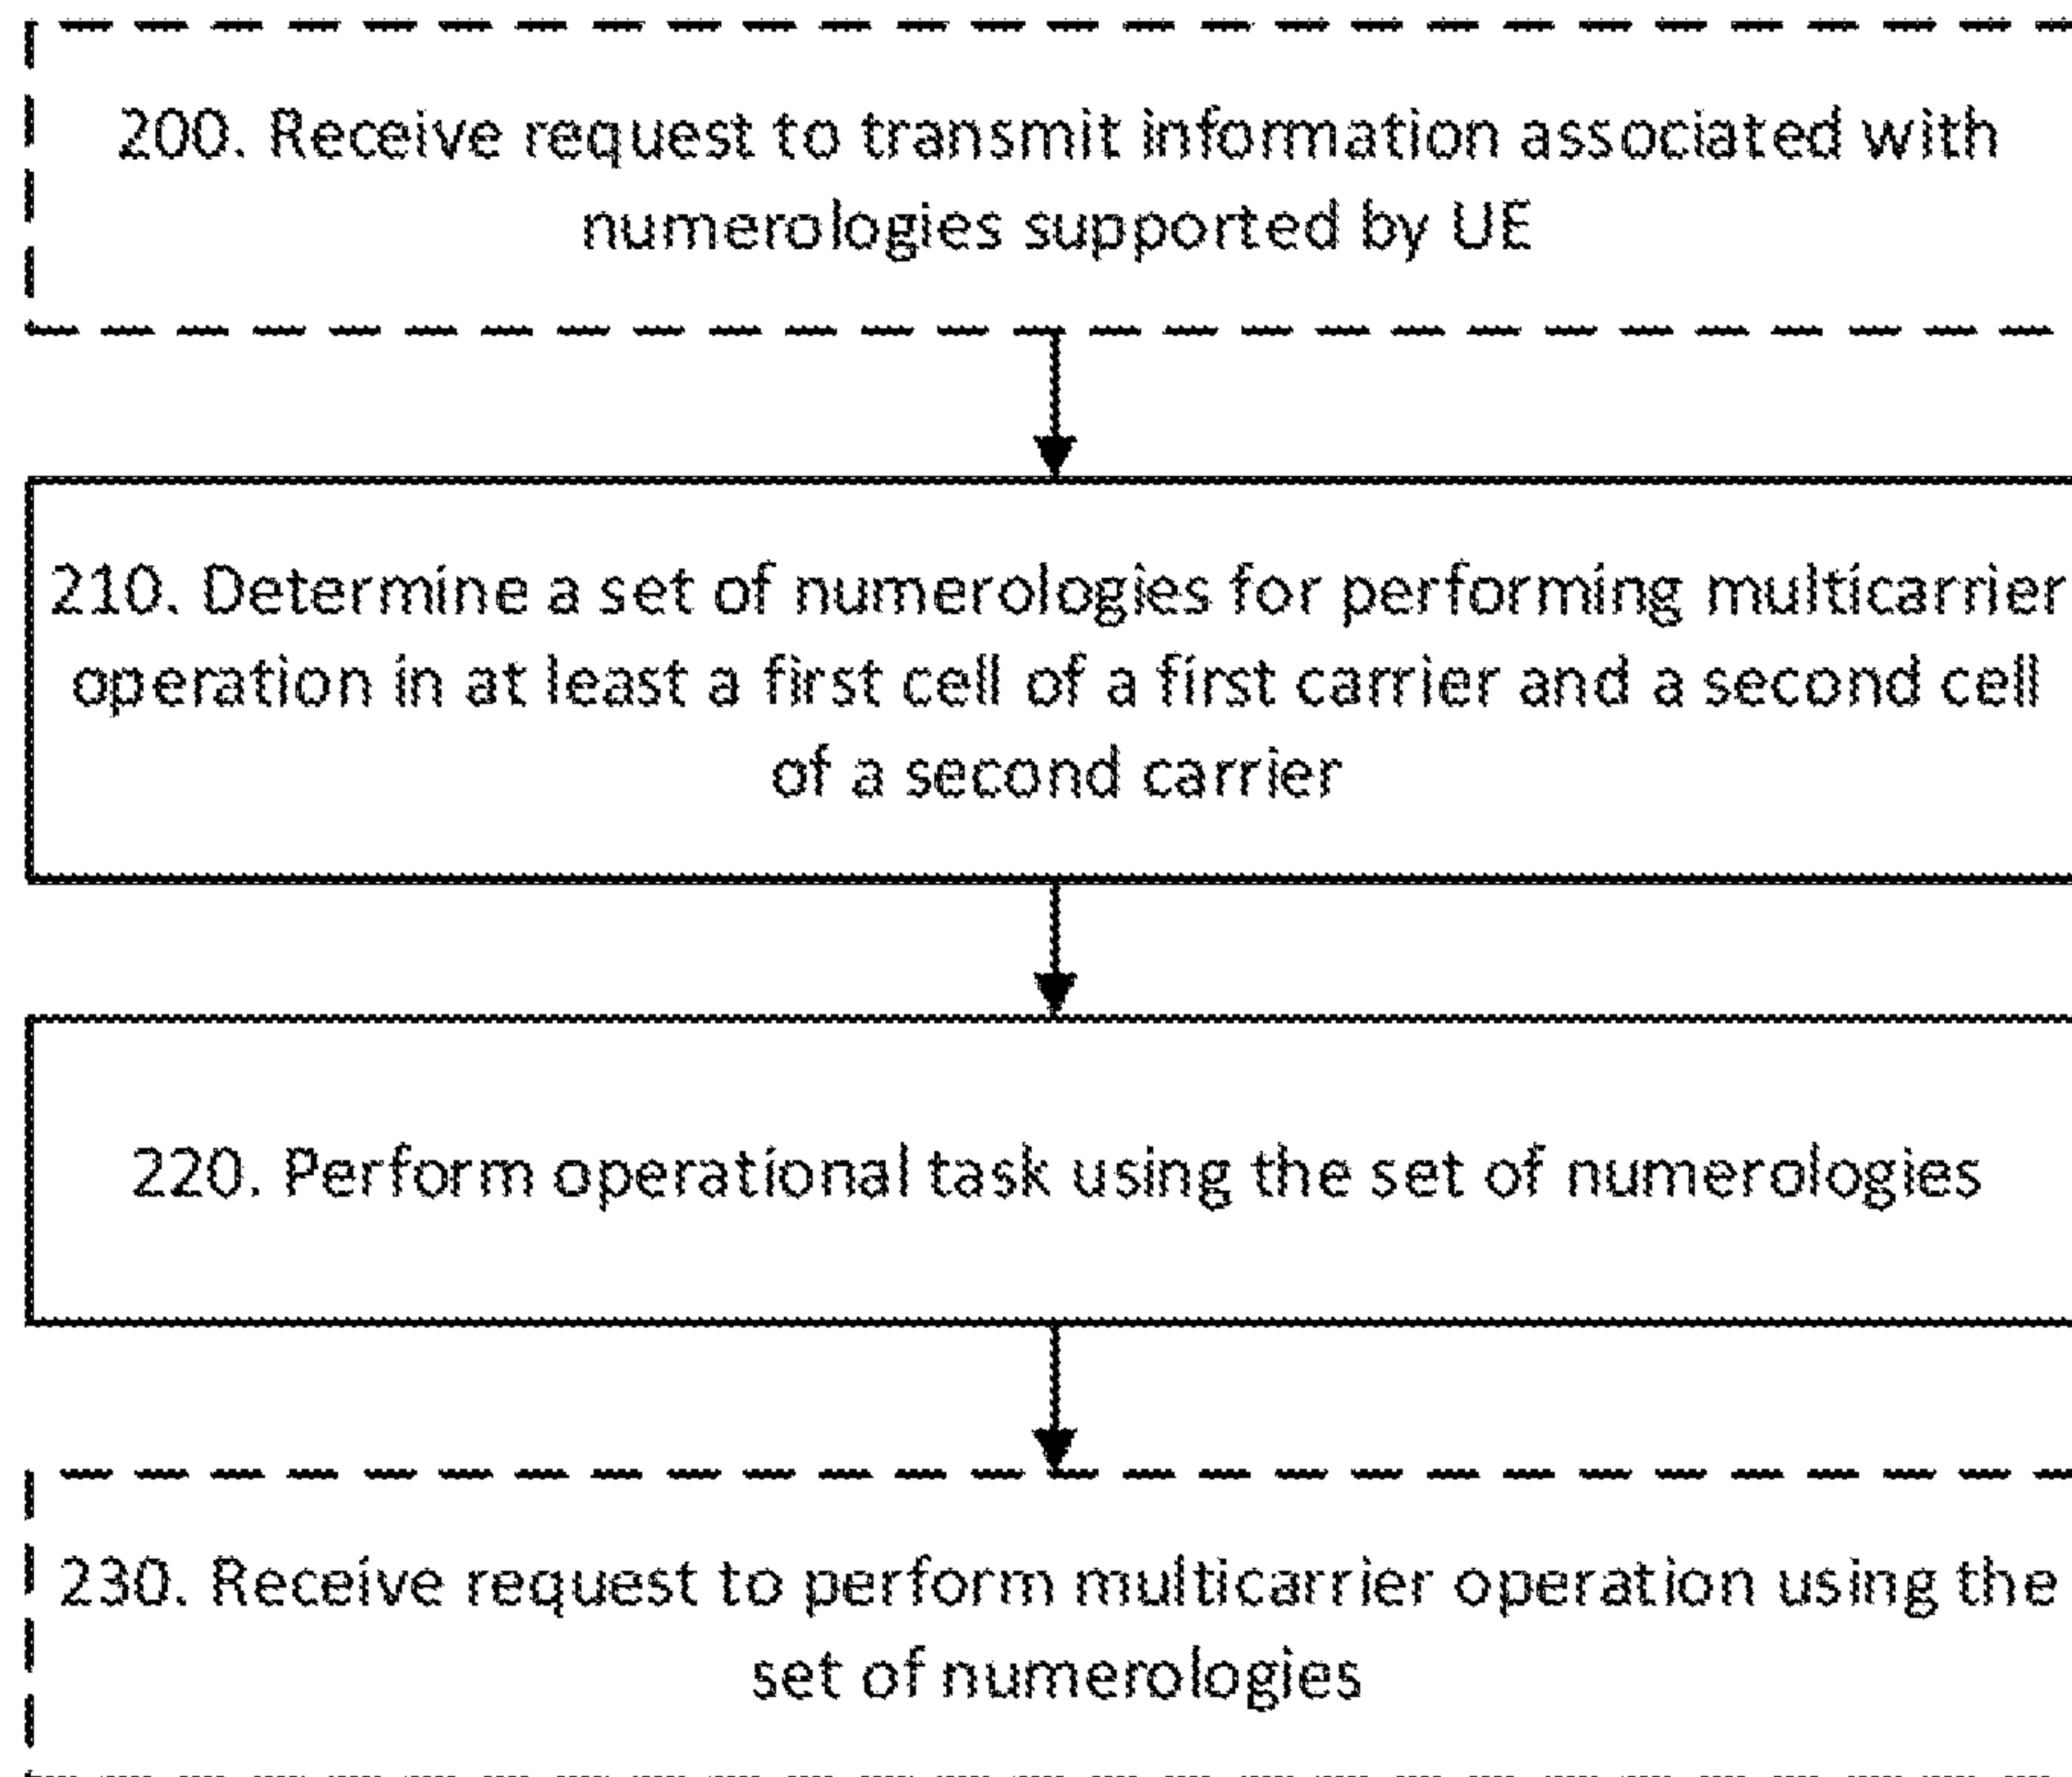 200. Receive request to transmit information associated with
numerologies supported by UE
210. Determine a set of numerologies for performing multicarrier
operation in at least a first cell of a first carrier and a second cell
of a second carrier
220. Perform operational task using the set of numerologies
230. Receive request to perform multicarrier operation using the
set of numerologies